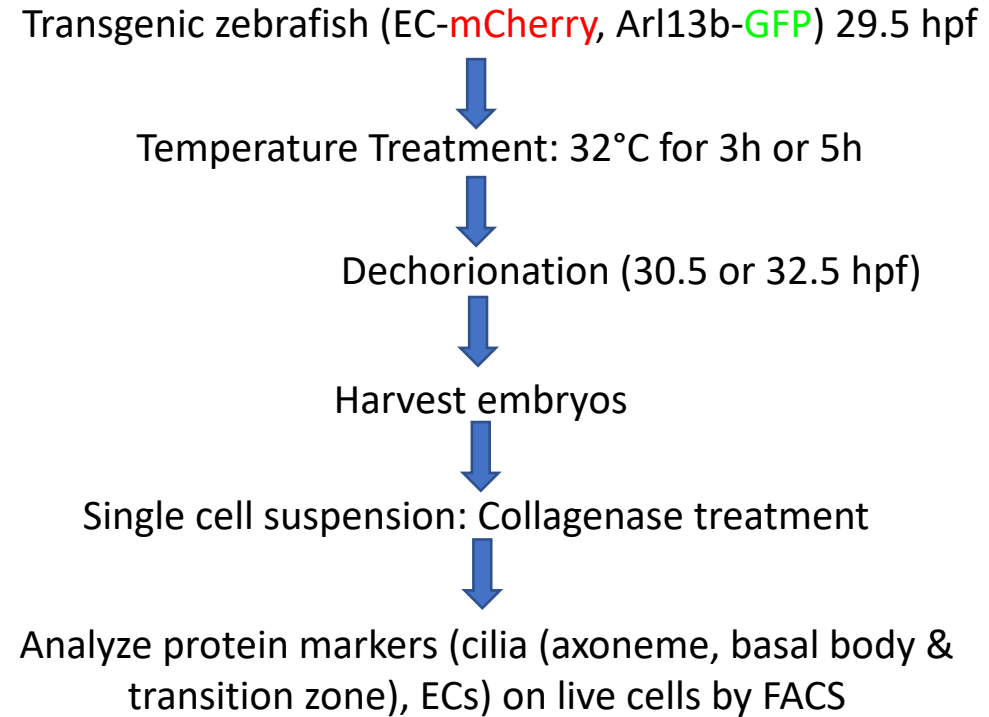 Transgenic zebrafish (EC-mCherry, Arl13b-GFP) 29.5 hpf
Temperature Treatment: 32°C for 3h or 5h
Dechorionation (30.5 or 32.5 hpf)
Harvest embryos
Single cell suspension: Collagenase treatment
Analyze protein markers (cilia (axoneme, basal body &
transition zone), ECs) on live cells by FACS